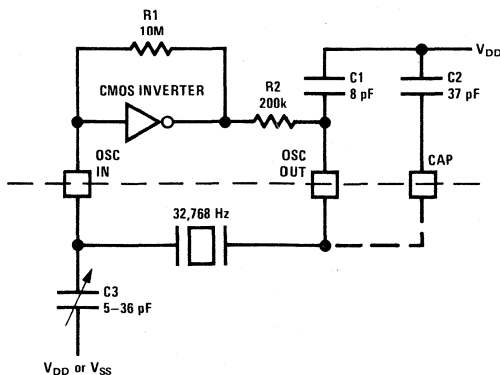 R1
10M
CMOS INVERTER
R2
200k
C1
8 pF
C2
37 pF
VDD
OSC
IN
OSC
OUT
CAP
32,768 Hz
C3
5–36 pF
VDD or VSS